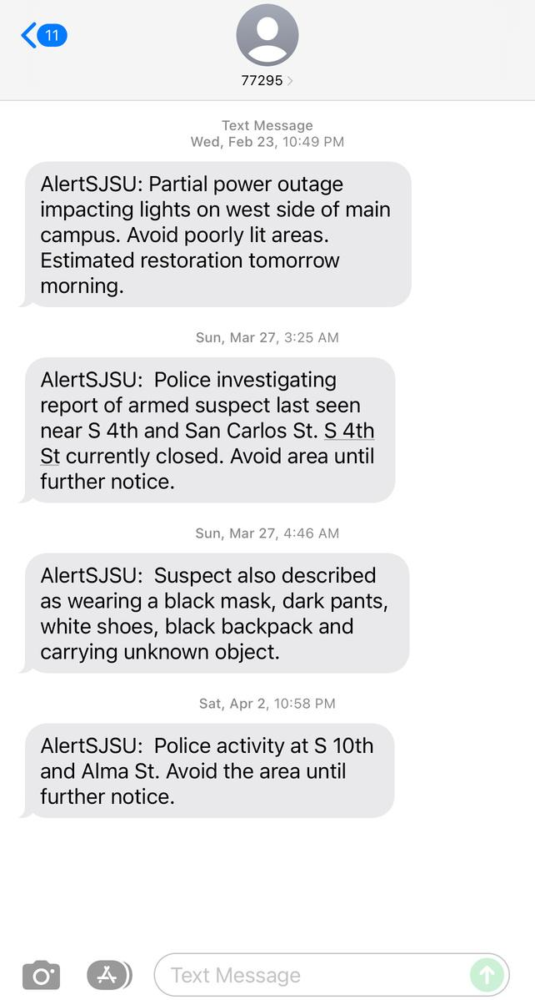 11
77295
Text Message
Wed, Feb 23, 10:49 PM
AlertSJSU: Partial power outage
impacting lights on west side of main
campus. Avoid poorly lit areas.
Estimated restoration tomorrow
morning.
Sun, Mar 27, 3:25 AM
AlertSJSU:  Police investigating
report of armed suspect last seen
near S 4th and San Carlos St. S 4th
St currently closed. Avoid area until
further notice.
Sun, Mar 27, 4:46 AM
AlertSJSU:  Suspect also described
as wearing a black mask, dark pants,
white shoes, black backpack and
carrying unknown object.
Sat, Apr 2, 10:58 PM
AlertSJSU:  Police activity at S 10th
and Alma St. Avoid the area until
further notice.
Text Message